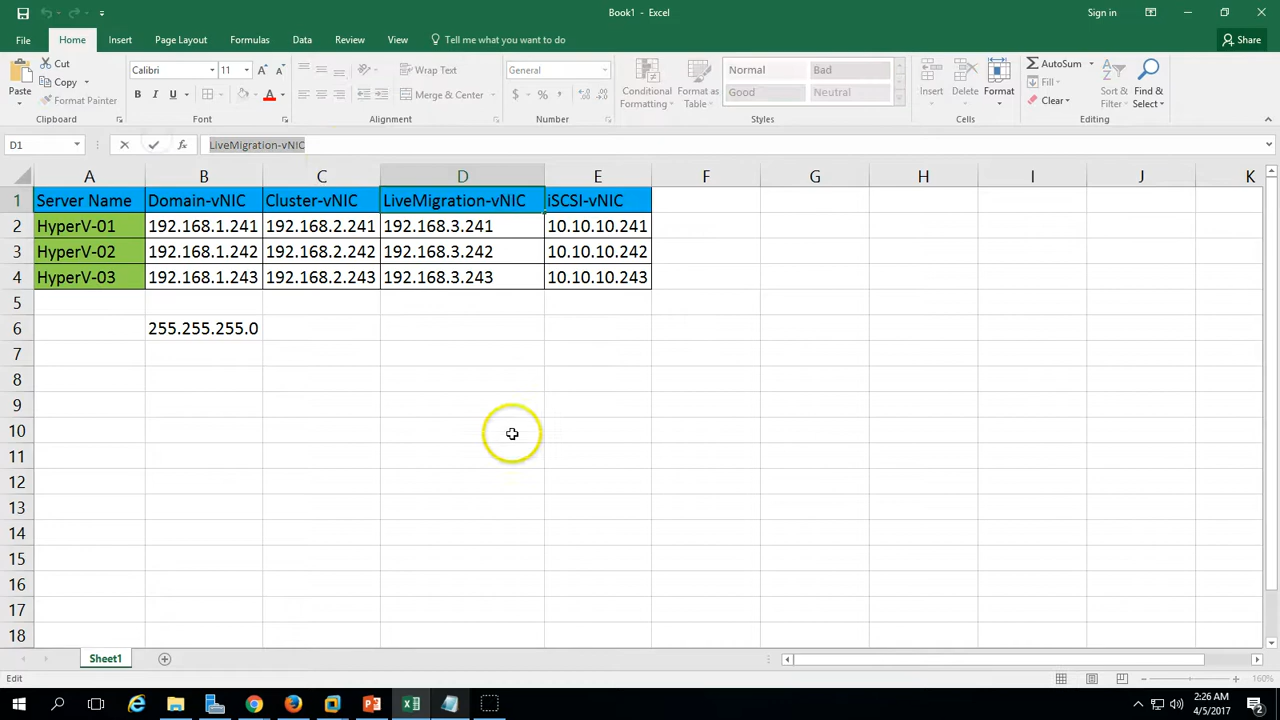 Book1 - Excel
Sign in
File Home Insert Page Layout Formulas Data Review View Tell me what you want to do Share
Paste
Cut
Copy
Format Painter
Clipboard
Calibri 11
B I U
Font
Wrap Text
Merge & Center
Alignment
General
$ % ,
Number
Conditional Formatting
Format as Table
Normal Bad
Good Neutral
Styles
Insert Delete Format
Cells
AutoSum
Fill
Clear
Sort & Filter
Find & Select
Editing
D1 fx LiveMigration-vNIC
A B C D E F G H I J K
1 Server Name Domain-vNIC Cluster-vNIC LiveMigration-vNIC iSCSI-vNIC
2 HyperV-01 192.168.1.241 192.168.2.241 192.168.3.241 10.10.10.241
3 HyperV-02 192.168.1.242 192.168.2.242 192.168.3.242 10.10.10.242
4 HyperV-03 192.168.1.243 192.168.2.243 192.168.3.243 10.10.10.243
5
6 255.255.255.0
7
8
9
10
11
12
13
14
15
16
17
18
Sheet1
Edit
160%
2:26 AM
4/5/2017